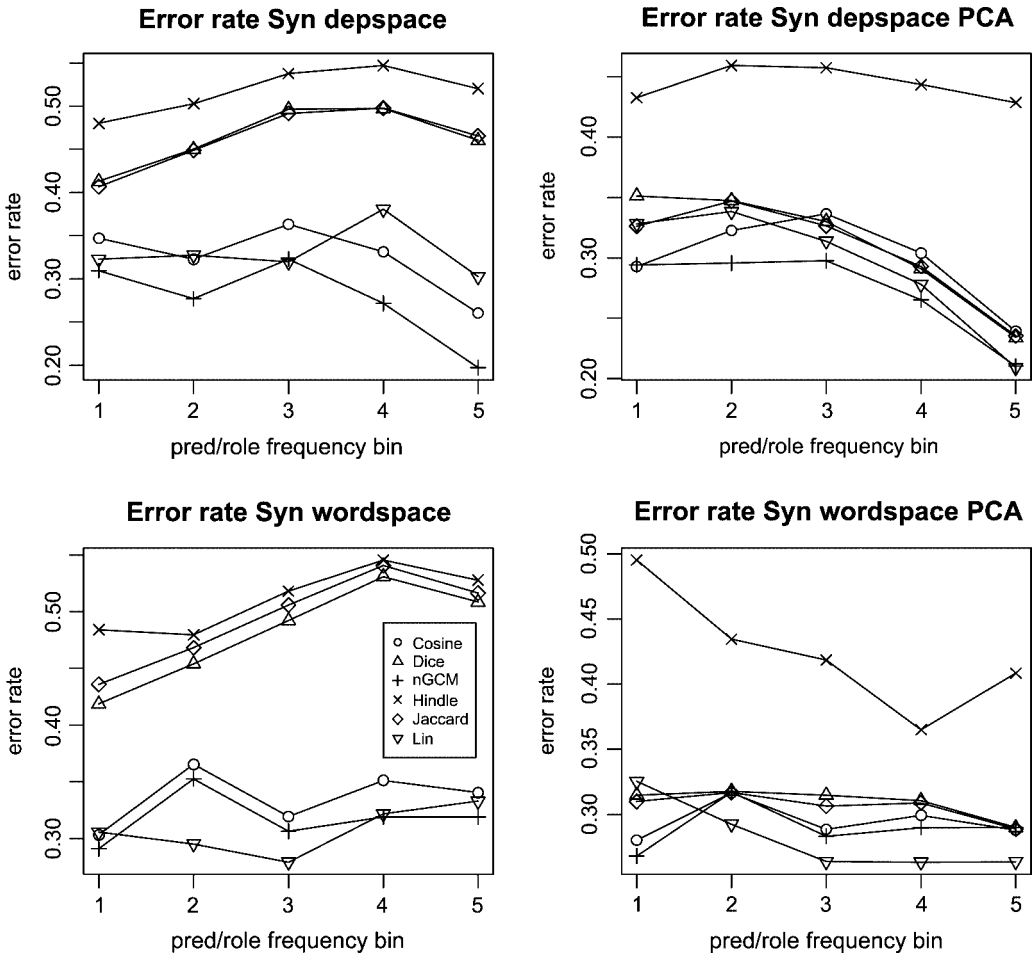 Error rate Syn depspace
error rate
0.20 0.30 0.40 0.50
1 2 3 4 5
pred/role frequency bin
Error rate Syn depspace PCA
error rate
0.20 0.30 0.40
1 2 3 4 5
pred/role frequency bin
Error rate Syn wordspace
error rate
0.30 0.40 0.50
Cosine
Dice
nGCM
Hindle
Jaccard
Lin
1 2 3 4 5
pred/role frequency bin
Error rate Syn wordspace PCA
error rate
0.30 0.35 0.40 0.45 0.50
1 2 3 4 5
pred/role frequency bin